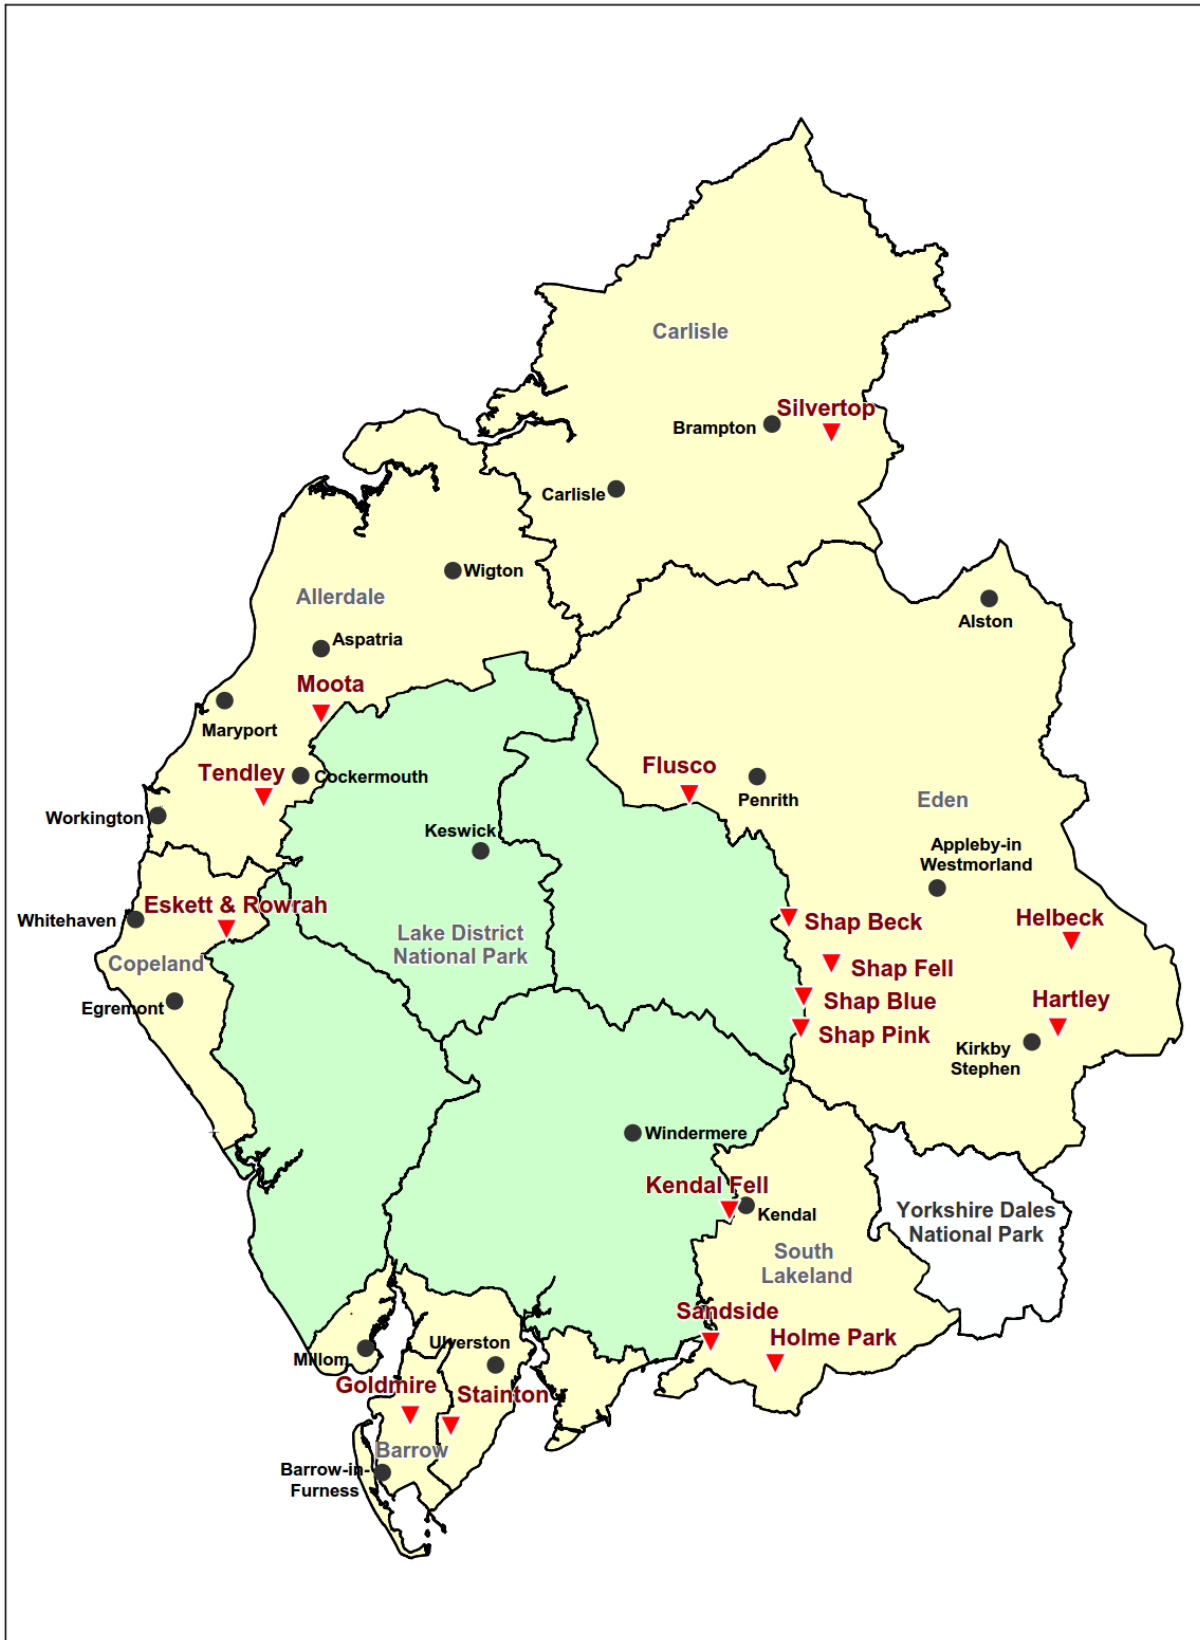 Carlisle
Silvertop
Brampton
Carlisle
Wigton
Allerdale
Alston
Aspatria
Moota
Maryport
Flusco
Tendley
Cockermouth
Penrith
Eden
Workington
Keswick
Appleby-in
Westmorland
Eskett & Rowrah
Whitehaven
Shap Beck
Helbeck
Lake District
National Park
Copeland
Shap Fell
Egremont
Shap Blue
Hartley
Shap Pink
Kirkby
Stephen
Windermere
Kendal Fell
Kendal
Yorkshire Dales
National Park
South
Lakeland
Sandside
Holme Park
Ulverston
Millom
Goldmire
Stainton
Barrow
Barrow-in-
Furness